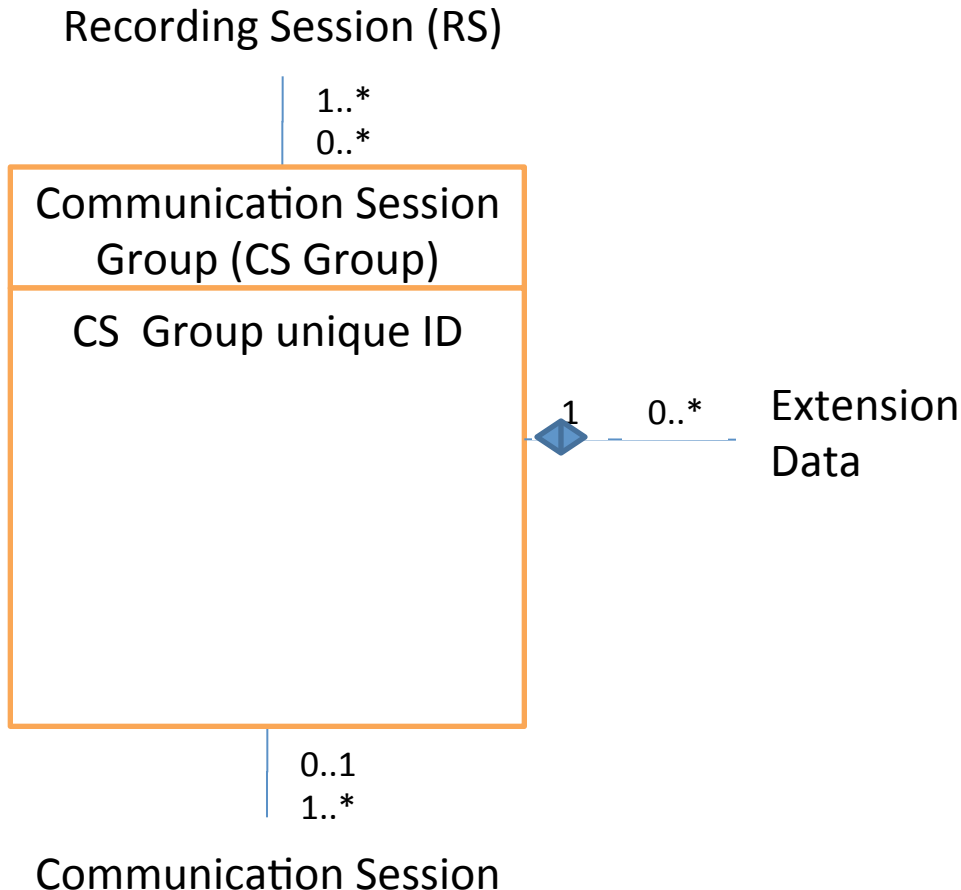 Recording Session (RS)
1..*
0..*
Communication Session
Group (CS Group)
CS Group unique ID
1 0..*
Extension
Data
0..1
1..*
Communication Session